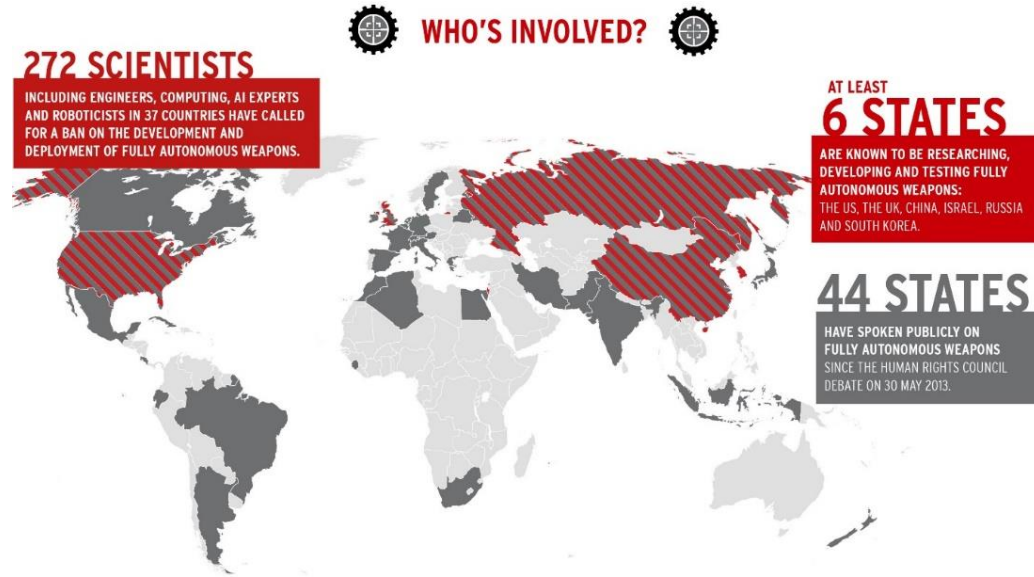 WHO'S INVOLVED?
272 SCIENTISTS
INCLUDING ENGINEERS, COMPUTING, AI EXPERTS
AND ROBOTICISTS IN 37 COUNTRIES HAVE CALLED
FOR A BAN ON THE DEVELOPMENT AND
DEPLOYMENT OF FULLY AUTONOMOUS WEAPONS.
AT LEAST
6 STATES
ARE KNOWN TO BE RESEARCHING,
DEVELOPING AND TESTING FULLY
AUTONOMOUS WEAPONS:
THE US, THE UK, CHINA, ISRAEL, RUSSIA
AND SOUTH KOREA.
44 STATES
HAVE SPOKEN PUBLICLY ON
FULLY AUTONOMOUS WEAPONS
SINCE THE HUMAN RIGHTS COUNCIL
DEBATE ON 30 MAY 2013.